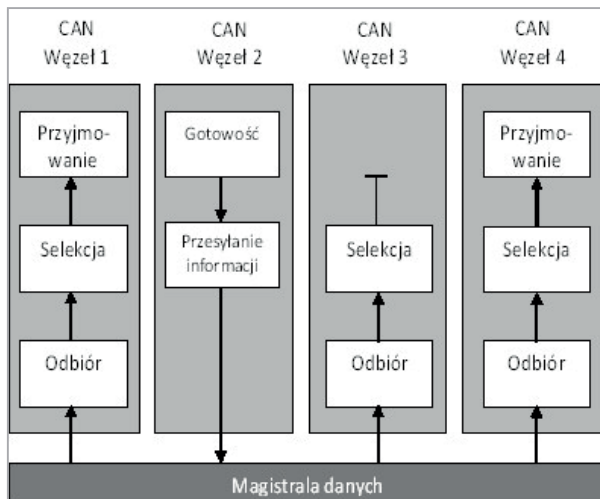 CAN
Węzeł 1
CAN
Węzeł 2
CAN
Węzeł 3
CAN
Węzeł 4
Przyjmo-
wanie
Selekcja
Odbiór
Gotowość
Przesyłanie
informacji
Selekcja
Odbiór
Przyjmo-
wanie
Selekcja
Odbiór
Magistrala danych